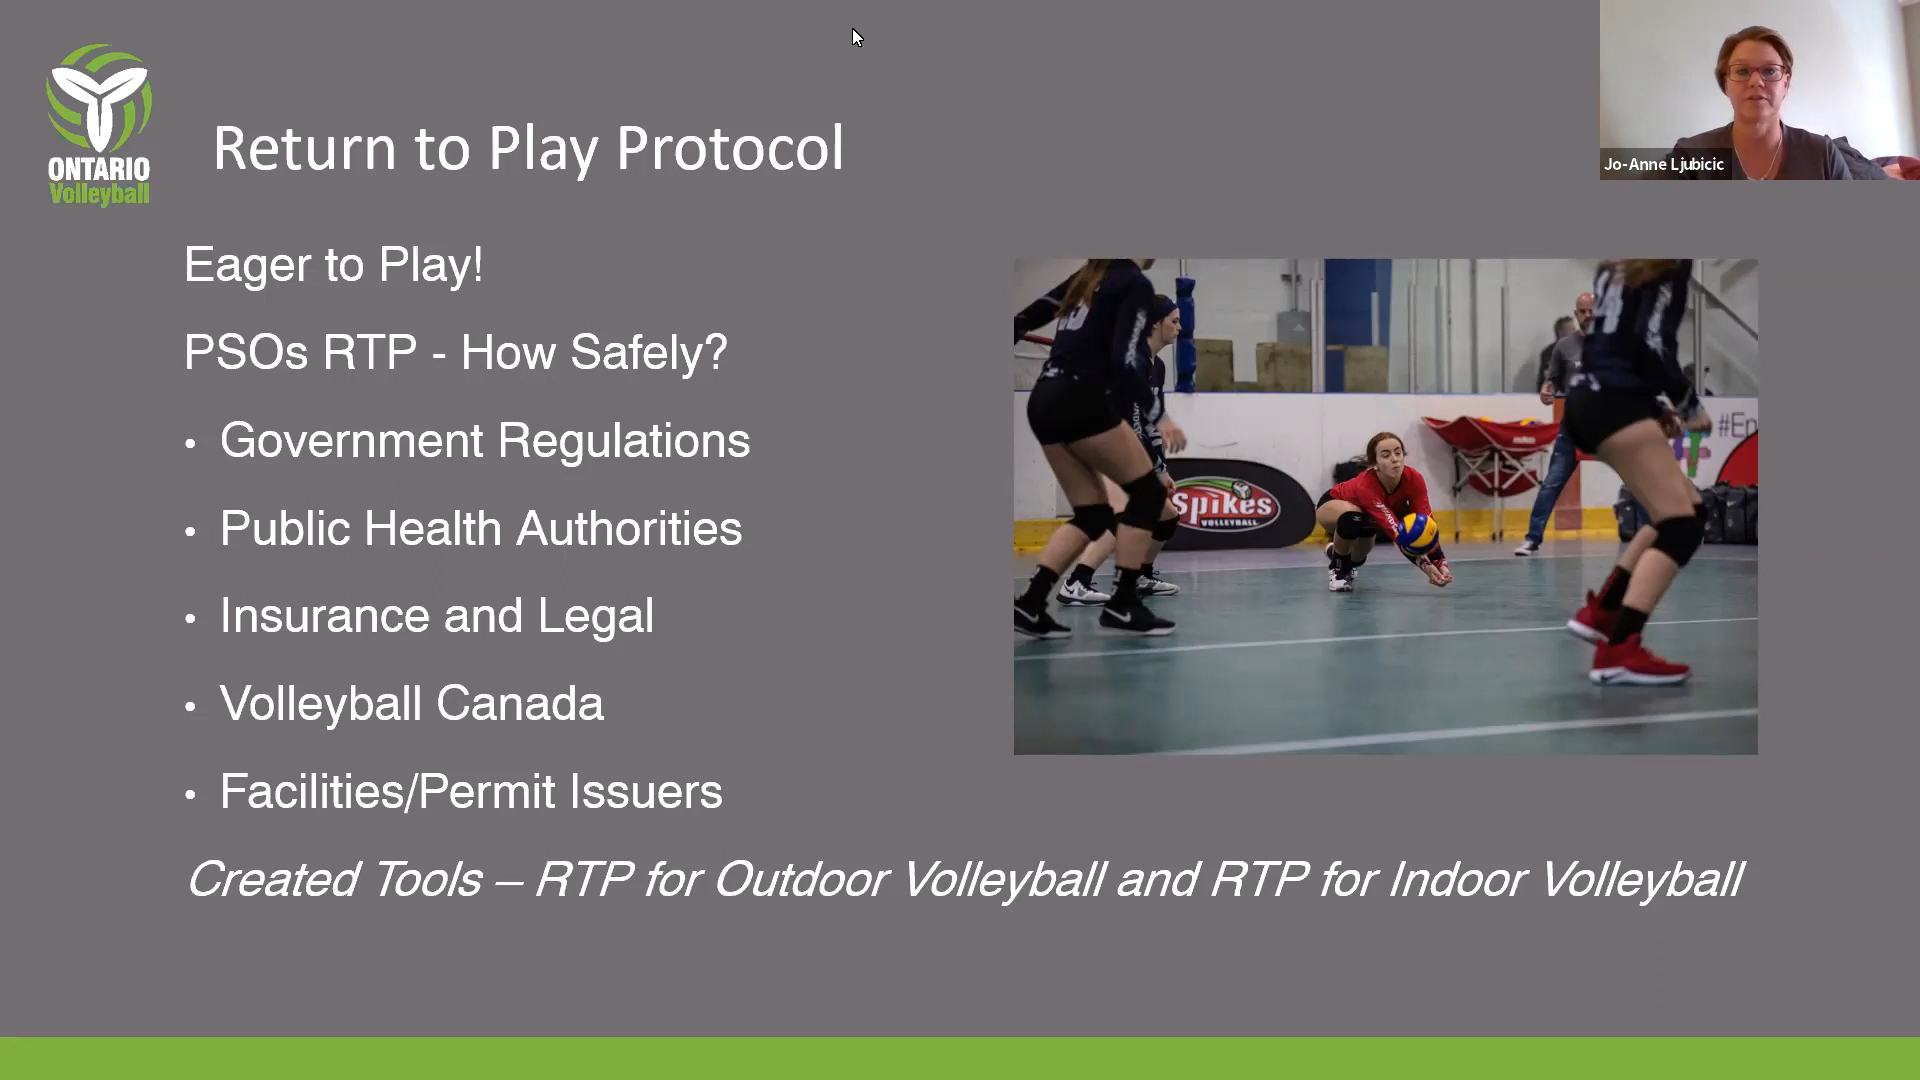 ONTARIO
Volleyball
Return to Play Protocol
Jo-Anne Ljubicic
Eager to Play!
PSOs RTP - How Safely?
• Government Regulations
• Public Health Authorities
• Insurance and Legal
• Volleyball Canada
• Facilities/Permit Issuers
Spikes
VOLLEYBALL
Created Tools – RTP for Outdoor Volleyball and RTP for Indoor Volleyball